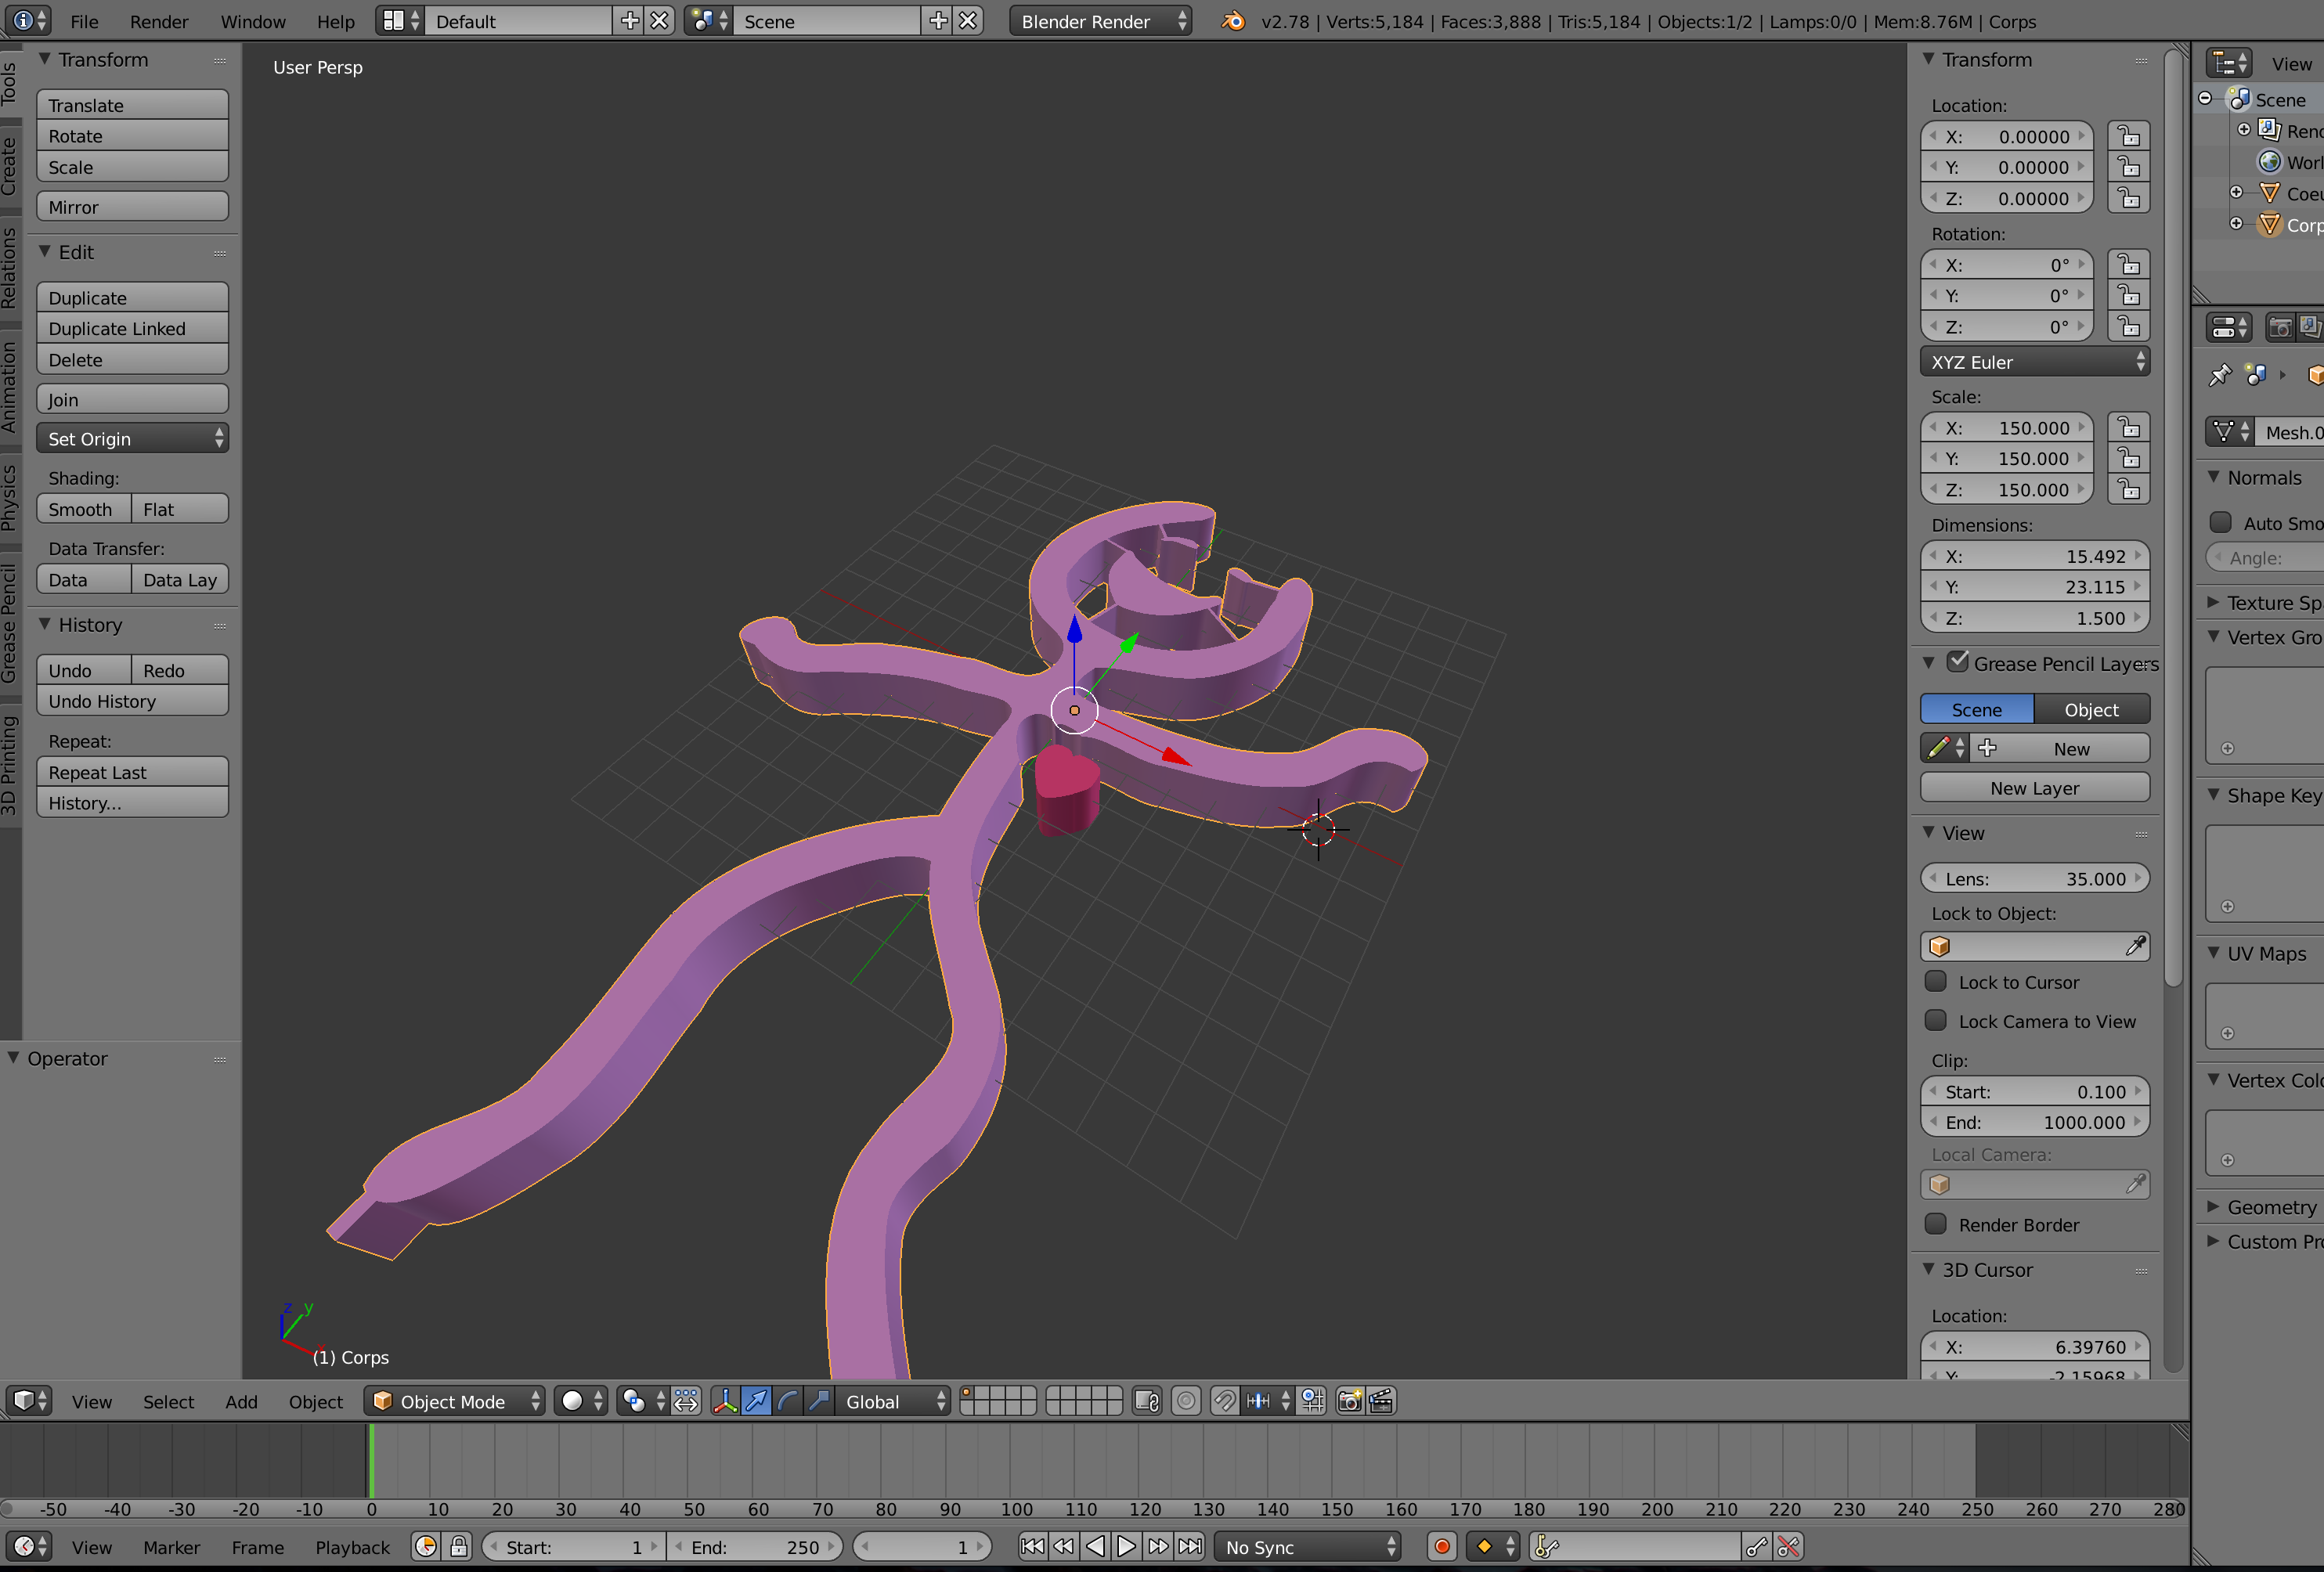 File Render Window Help Default Scene Blender Render v2.78 | Verts:5,184 | Faces:3,888 | Tris:5,184 | Objects:1/2 | Lamps:0/0 | Mem:8.76M | Corps
Tools
Create
Relations
Animation
Physics
Grease Pencil
3D Printing
Transform
Translate
Rotate
Scale
Mirror
Edit
Duplicate
Duplicate Linked
Delete
Join
Set Origin
Shading:
Smooth Flat
Data Transfer:
Data Data Lay
History
Undo Redo
Undo History
Repeat:
Repeat Last
History...
Operator
User Persp
z y
x
(1) Corps
Transform
Location:
X: 0.00000
Y: 0.00000
Z: 0.00000
Rotation:
X: 0°
Y: 0°
Z: 0°
XYZ Euler
Scale:
X: 150.000
Y: 150.000
Z: 150.000
Dimensions:
X: 15.492
Y: 23.115
Z: 1.500
Grease Pencil Layers
Scene Object
New
New Layer
View
Lens: 35.000
Lock to Object:
Lock to Cursor
Lock Camera to View
Clip:
Start: 0.100
End: 1000.000
Local Camera:
Render Border
3D Cursor
Location:
X: 6.39760
Y: -2.15968
View
Scene
Rend
Worl
Coeu
Corp
Mesh.0
Normals
Auto Smo
Angle:
Texture Sp
Vertex Gro
Shape Key
UV Maps
Vertex Colo
Geometry
Custom Pro
View Select Add Object Object Mode Global
-50 -40 -30 -20 -10 0 10 20 30 40 50 60 70 80 90 100 110 120 130 140 150 160 170 180 190 200 210 220 230 240 250 260 270 280
View Marker Frame Playback Start: 1 End: 250 1 No Sync